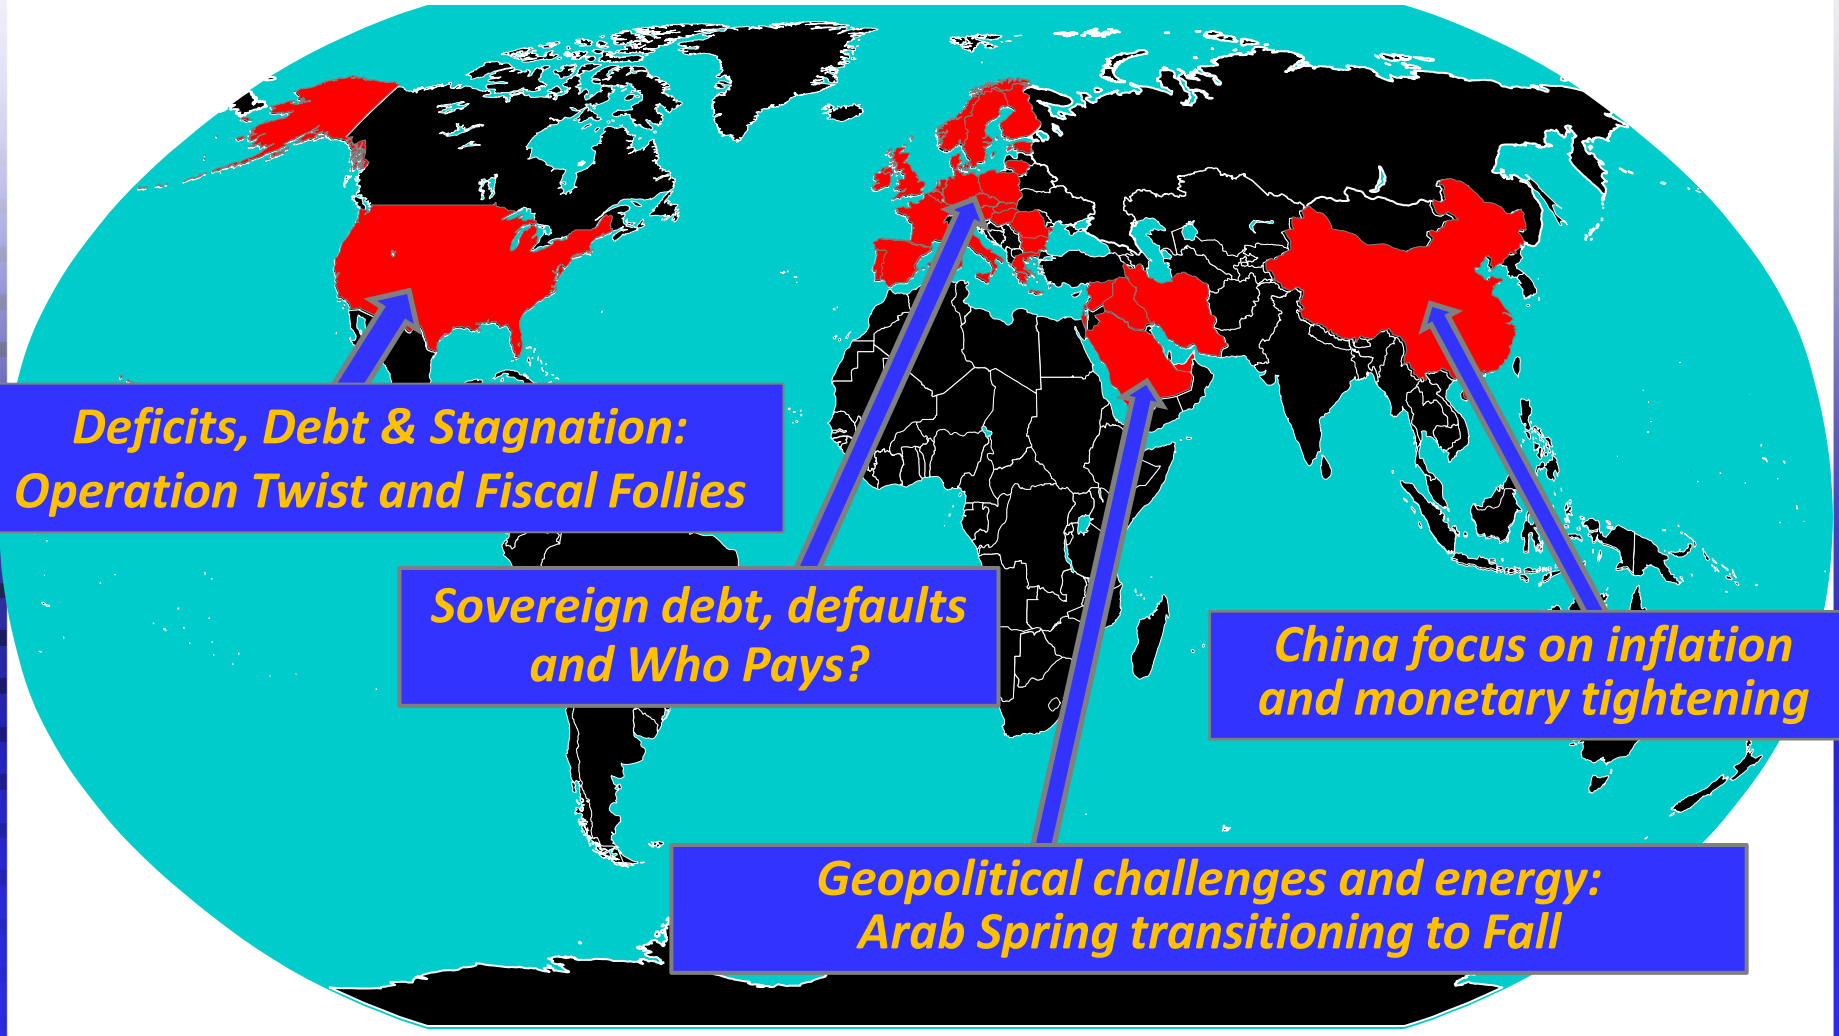 Deficits, Debt & Stagnation:
Operation Twist and Fiscal Follies
Sovereign debt, defaults
and Who Pays?
China focus on inflation
and monetary tightening
Geopolitical challenges and energy:
Arab Spring transitioning to Fall